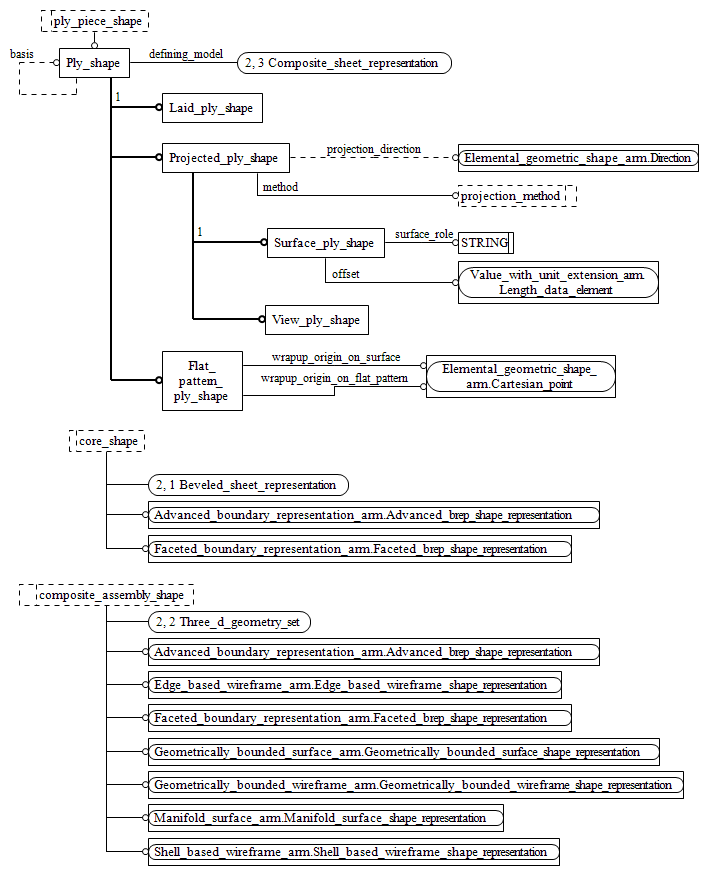 ply_piece_shape
basis
Ply_shape
defining_model
2, 3 Composite_sheet_representation
1
Laid_ply_shape
Projected_ply_shape
projection_direction
Elemental_geometric_shape_arm.Direction
method
projection_method
1
Surface_ply_shape
surface_role
STRING
offset
Value_with_unit_extension_arm.
Length_data_element
View_ply_shape
Flat_
pattern_
ply_shape
wrapup_origin_on_surface
wrapup_origin_on_flat_pattern
Elemental_geometric_shape_
arm.Cartesian_point
core_shape
2, 1 Beveled_sheet_representation
Advanced_boundary_representation_arm.Advanced_brep_shape_representation
Faceted_boundary_representation_arm.Faceted_brep_shape_representation
composite_assembly_shape
2, 2 Three_d_geometry_set
Advanced_boundary_representation_arm.Advanced_brep_shape_representation
Edge_based_wireframe_arm.Edge_based_wireframe_shape_representation
Faceted_boundary_representation_arm.Faceted_brep_shape_representation
Geometrically_bounded_surface_arm.Geometrically_bounded_surface_shape_representation
Geometrically_bounded_wireframe_arm.Geometrically_bounded_wireframe_shape_representation
Manifold_surface_arm.Manifold_surface_shape_representation
Shell_based_wireframe_arm.Shell_based_wireframe_shape_representation